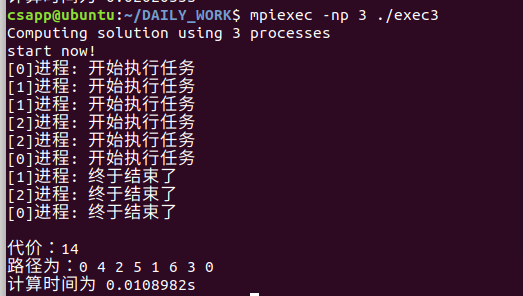 csapp@ubuntu:~/DAILY_WORK$ mpiexec -np 3 ./exec3
Computing solution using 3 processes
start now!
[0]进程: 开始执行任务
[1]进程: 开始执行任务
[1]进程: 开始执行任务
[2]进程: 开始执行任务
[2]进程: 开始执行任务
[0]进程: 开始执行任务
[1]进程: 终于结束了
[2]进程: 终于结束了
[0]进程: 终于结束了
代价：14
路径为：0 4 2 5 1 6 3 0
计算时间为 0.0108982s